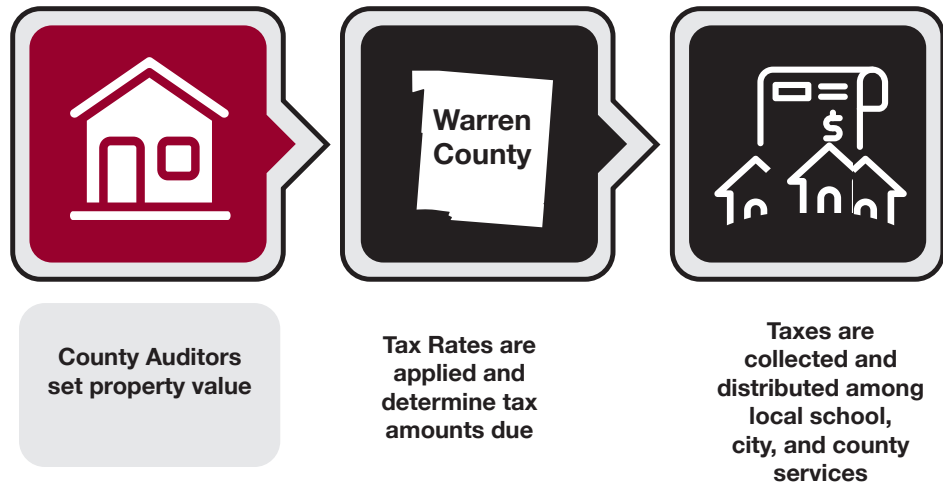 Warren
County
$
County Auditors
set property value
Tax Rates are
applied and
determine tax
amounts due
Taxes are
collected and
distributed among
local school,
city, and county
services